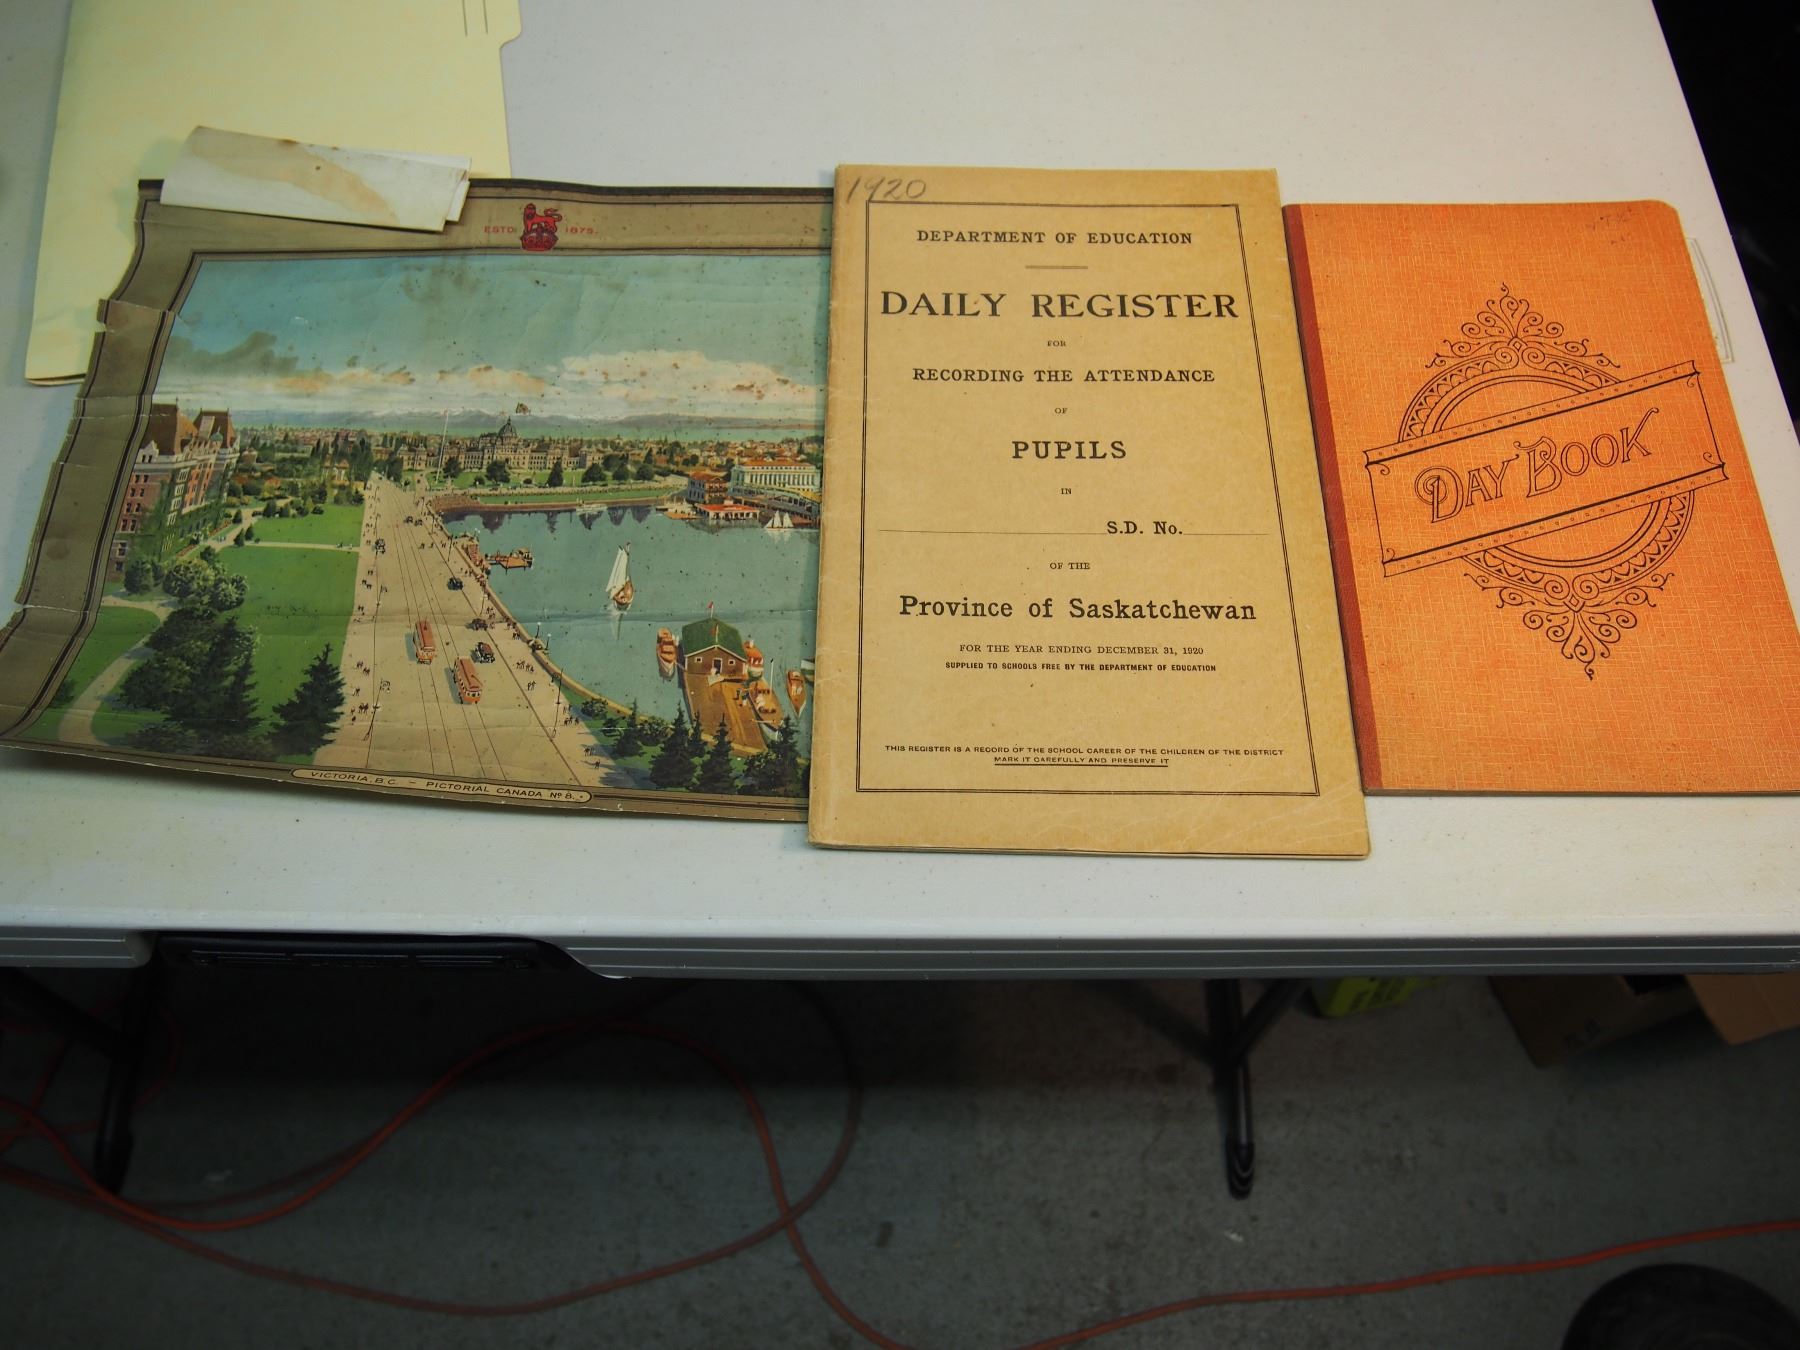 ESTD 1875.
VICTORIA, B.C. – PICTORIAL CANADA Nº 8.
1920
DEPARTMENT OF EDUCATION
DAILY REGISTER
FOR
RECORDING THE ATTENDANCE
OF
PUPILS
IN
S.D. No.
OF THE
Province of Saskatchewan
FOR THE YEAR ENDING DECEMBER 31, 1920
SUPPLIED TO SCHOOLS FREE BY THE DEPARTMENT OF EDUCATION
THIS REGISTER IS A RECORD OF THE SCHOOL CAREER OF THE CHILDREN OF THE DISTRICT
MARK IT CAREFULLY AND PRESERVE IT
DAY BOOK